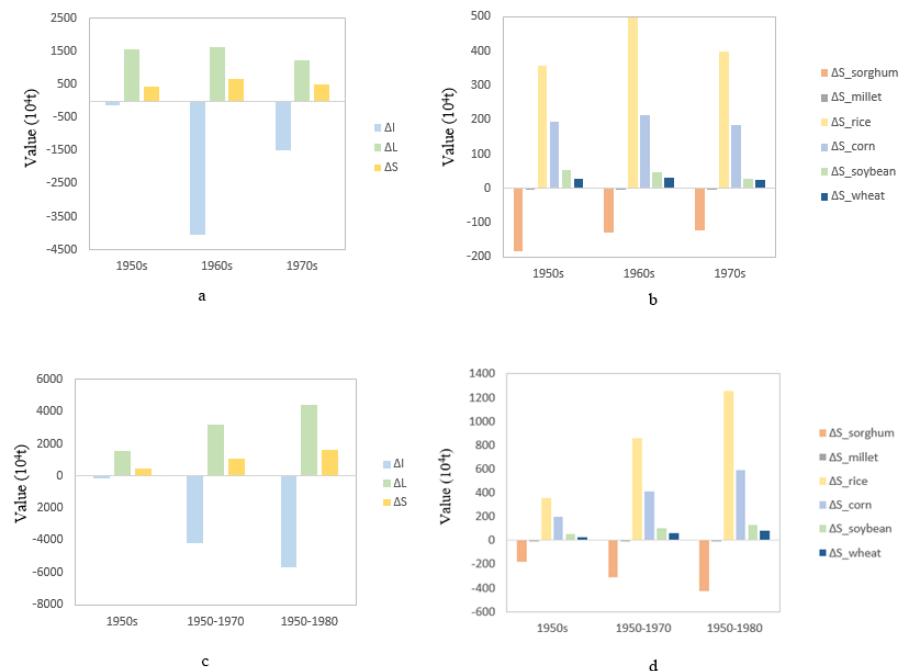 2500
1500
500
-500
-1500
-2500
-3500
-4500
Value (10⁴t)
1950s 1960s 1970s
ΔI
ΔL
ΔS
a
500
400
300
200
100
0
-100
-200
Value (10⁴t)
1950s 1960s 1970s
ΔS_sorghum
ΔS_millet
ΔS_rice
ΔS_corn
ΔS_soybean
ΔS_wheat
b
6000
4000
2000
0
-2000
-4000
-6000
-8000
Value (10⁴t)
1950s 1950-1970 1950-1980
ΔI
ΔL
ΔS
c
1400
1200
1000
800
600
400
200
0
-200
-400
-600
Value (10⁴t)
1950s 1950-1970 1950-1980
ΔS_sorghum
ΔS_millet
ΔS_rice
ΔS_corn
ΔS_soybean
ΔS_wheat
d